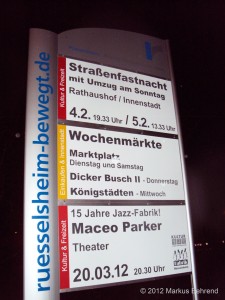 ruesselsheim-bewegt.de
Kultur & Freizeit
Straßenfastnacht
mit Umzug am Sonntag
Rathaushof / Innenstadt
4.2. 19.33 Uhr / 5.2. 13.33 Uhr
Einkaufen & Innenstadt
Wochenmärkte
Marktplatz
Dienstag und Samstag
Dicker Busch II - Donnerstag
Königstädten - Mittwoch
Kultur & Freizeit
15 Jahre Jazz-Fabrik!
Maceo Parker
Theater
20.03.12 20.30 Uhr
© 2012 Markus Behrend